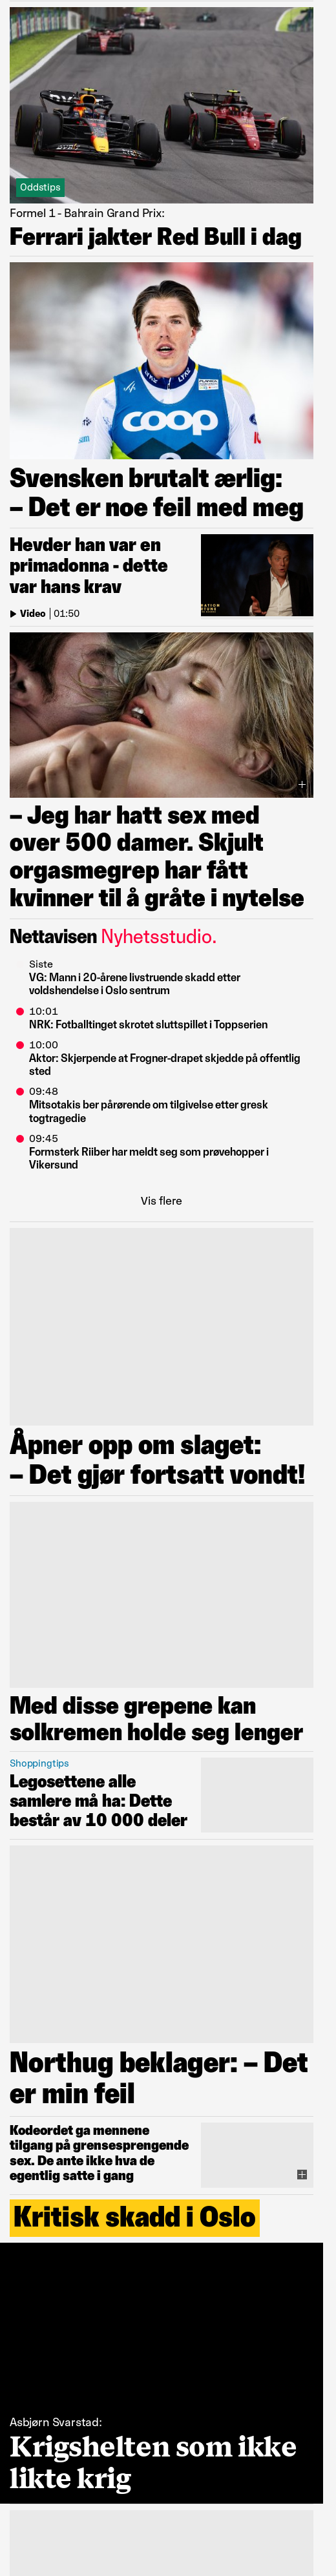 Oddstips
Formel 1 - Bahrain Grand Prix:
Ferrari jakter Red Bull i dag
coop
Svensken brutalt ærlig:
– Det er noe feil med meg
Hevder han var en
primadonna - dette
var hans krav
Video | 01:50
– Jeg har hatt sex med
over 500 damer. Skjult
orgasmegrep har fått
kvinner til å gråte i nytelse
Nettavisen Nyhetsstudio.
Siste
VG: Mann i 20-årene livstruende skadd etter
voldshendelse i Oslo sentrum
10:01
NRK: Fotballtinget skrotet sluttspillet i Toppserien
10:00
Aktor: Skjerpende at Frogner-drapet skjedde på offentlig
sted
09:48
Mitsotakis ber pårørende om tilgivelse etter gresk
togtragedie
09:45
Formsterk Riiber har meldt seg som prøvehopper i
Vikersund
Vis flere
Åpner opp om slaget:
– Det gjør fortsatt vondt!
Med disse grepene kan
solkremen holde seg lenger
Shoppingtips
Legosettene alle
samlere må ha: Dette
består av 10 000 deler
Northug beklager: – Det
er min feil
Kodeordet ga mennene
tilgang på grensesprengende
sex. De ante ikke hva de
egentlig satte i gang
Kritisk skadd i Oslo
Asbjørn Svarstad:
Krigshelten som ikke
likte krig